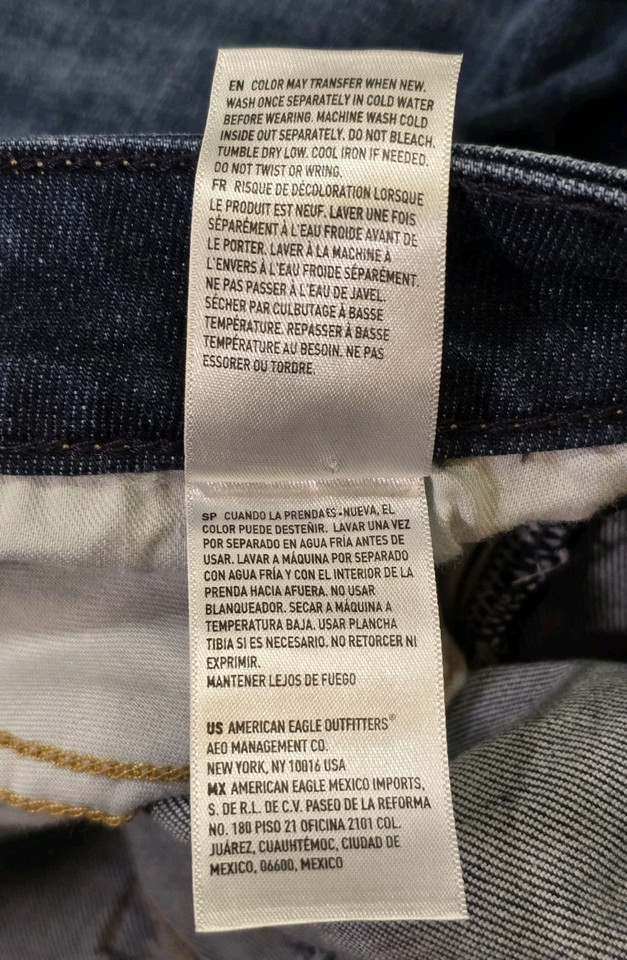 EN COLOR MAY TRANSFER WHEN NEW.
WASH ONCE SEPARATELY IN COLD WATER
BEFORE WEARING. MACHINE WASH COLD
INSIDE OUT SEPARATELY. DO NOT BLEACH.
TUMBLE DRY LOW. COOL IRON IF NEEDED.
DO NOT TWIST OR WRING.
FR RISQUE DE DÉCOLORATION LORSQUE
LE PRODUIT EST NEUF. LAVER UNE FOIS
SÉPARÉMENT À L'EAU FROIDE AVANT DE
LE PORTER. LAVER À LA MACHINE À
L'ENVERS À L'EAU FROIDE SÉPARÉMENT.
NE PAS PASSER À L'EAU DE JAVEL.
SÉCHER PAR CULBUTAGE À BASSE
TEMPÉRATURE. REPASSER À BASSE
TEMPÉRATURE AU BESOIN. NE PAS
ESSORER OU TORDRE.
SP CUANDO LA PRENDA ES NUEVA, EL
COLOR PUEDE DESTEÑIR. LAVAR UNA VEZ
POR SEPARADO EN AGUA FRÍA ANTES DE
USAR. LAVAR A MÁQUINA POR SEPARADO
CON AGUA FRÍA Y CON EL INTERIOR DE LA
PRENDA HACIA AFUERA. NO USAR
BLANQUEADOR. SECAR A MÁQUINA A
TEMPERATURA BAJA. USAR PLANCHA
TIBIA SI ES NECESARIO. NO RETORCER NI
EXPRIMIR.
MANTENER LEJOS DE FUEGO
US AMERICAN EAGLE OUTFITTERS®
AEO MANAGEMENT CO.
NEW YORK, NY 10016 USA
MX AMERICAN EAGLE MEXICO IMPORTS,
S. DE R.L. DE C.V. PASEO DE LA REFORMA
NO. 180 PISO 21 OFICINA 2101 COL.
JUÁREZ, CUAUHTÉMOC, CIUDAD DE
MEXICO, 06600, MEXICO